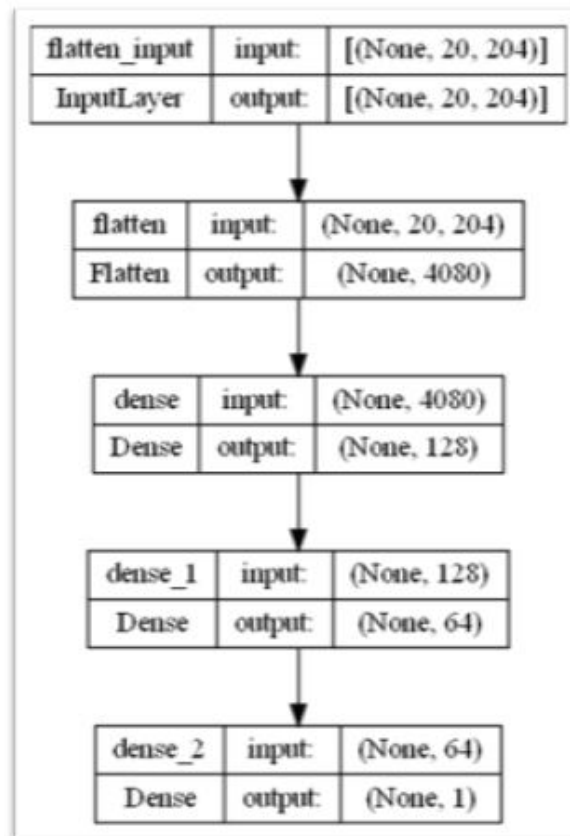 flatten_input input: [(None, 20, 204)]
InputLayer output: [(None, 20, 204)]
flatten input: (None, 20, 204)
Flatten output: (None, 4080)
dense input: (None, 4080)
Dense output: (None, 128)
dense_1 input: (None, 128)
Dense output: (None, 64)
dense_2 input: (None, 64)
Dense output: (None, 1)